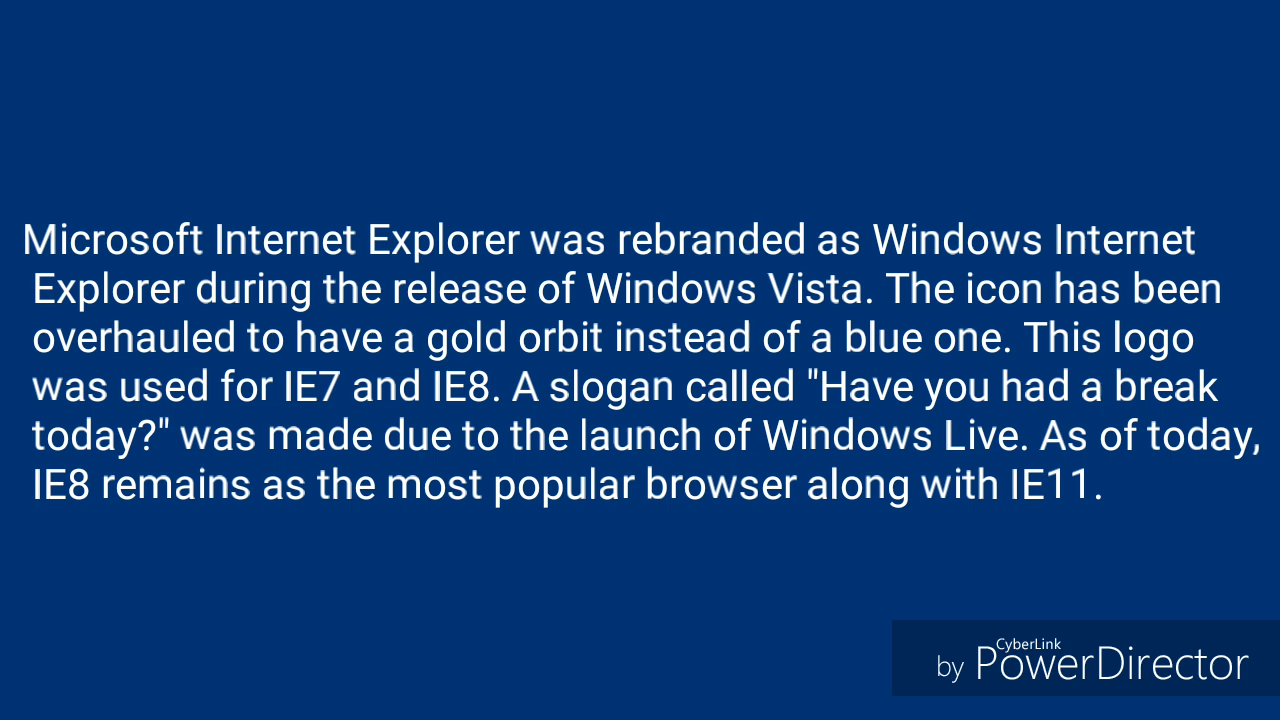 Microsoft Internet Explorer was rebranded as Windows Internet
Explorer during the release of Windows Vista. The icon has been
overhauled to have a gold orbit instead of a blue one. This logo
was used for IE7 and IE8. A slogan called "Have you had a break
today?" was made due to the launch of Windows Live. As of today,
IE8 remains as the most popular browser along with IE11.
CyberLink
by PowerDirector